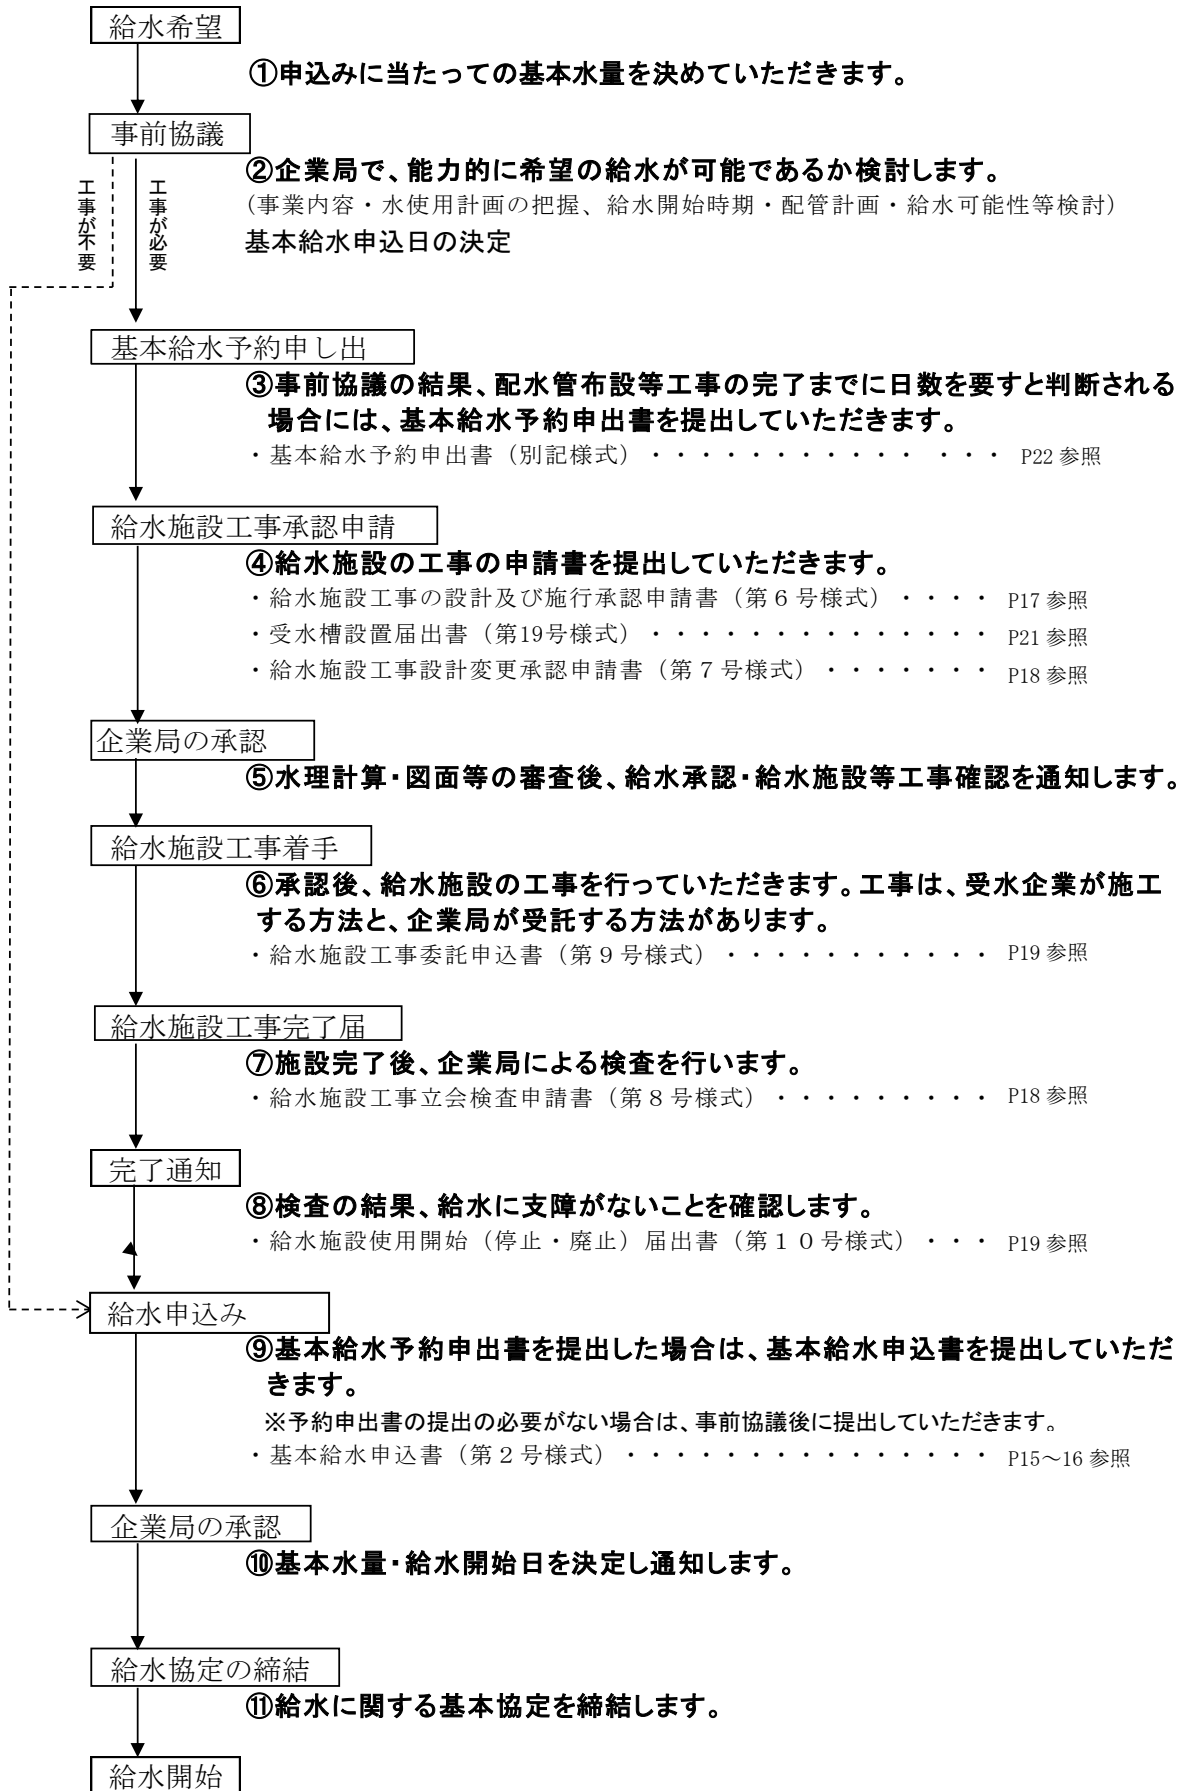 給水希望
①申込みに当たっての基本水量を決めていただきます。
事前協議
②企業局で、能力的に希望の給水が可能であるか検討します。
(事業内容・水使用計画の把握、給水開始時期・配管計画・給水可能性等検討)
基本給水申込日の決定
工事が不要
工事が必要
基本給水予約申し出
③事前協議の結果、配水管布設等工事の完了までに日数を要すと判断される
場合には、基本給水予約申出書を提出していただきます。
・基本給水予約申出書（別記様式）・・・・・・・・・・・・・ ・・・ P22 参照
給水施設工事承認申請
④給水施設の工事の申請書を提出していただきます。
・給水施設工事の設計及び施行承認申請書（第６号様式）・・・・ P17 参照
・受水槽設置届出書（第19号様式）・・・・・・・・・・・・・・ P21 参照
・給水施設工事設計変更承認申請書（第７号様式）・・・・・・・ P18 参照
企業局の承認
⑤水理計算・図面等の審査後、給水承認・給水施設等工事確認を通知します。
給水施設工事着手
⑥承認後、給水施設の工事を行っていただきます。工事は、受水企業が施工
する方法と、企業局が受託する方法があります。
・給水施設工事委託申込書（第９号様式）・・・・・・・・・・・ P19 参照
給水施設工事完了届
⑦施設完了後、企業局による検査を行います。
・給水施設工事立会検査申請書（第８号様式）・・・・・・・・・ P18 参照
完了通知
⑧検査の結果、給水に支障がないことを確認します。
・給水施設使用開始（停止・廃止）届出書（第１０号様式）・・・ P19 参照
給水申込み
⑨基本給水予約申出書を提出した場合は、基本給水申込書を提出していただ
きます。
※予約申出書の提出の必要がない場合は、事前協議後に提出していただきます。
・基本給水申込書（第２号様式）・・・・・・・・・・・・・・・ P15～16 参照
企業局の承認
⑩基本水量・給水開始日を決定し通知します。
給水協定の締結
⑪給水に関する基本協定を締結します。
給水開始